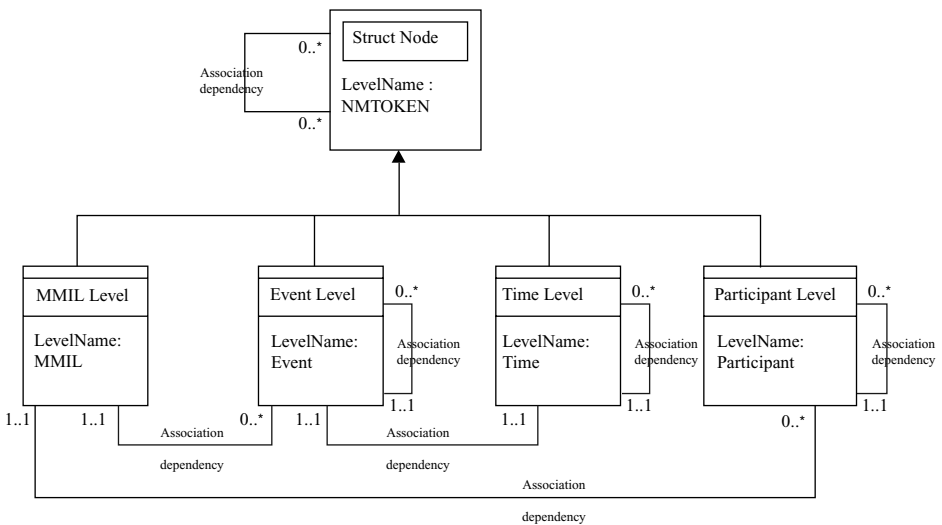 Struct Node
0..*
Association
dependency
LevelName :
NMTOKEN
0..*
MMIL Level
LevelName:
MMIL
Event Level
LevelName:
Event
0..*
Association
dependency
1..1
Time Level
LevelName:
Time
0..*
Association
dependency
1..1
Participant Level
LevelName:
Participant
0..*
Association
dependency
1..1
1..1
1..1
0..*
1..1
1..1
0..*
Association
dependency
Association
dependency
Association
dependency